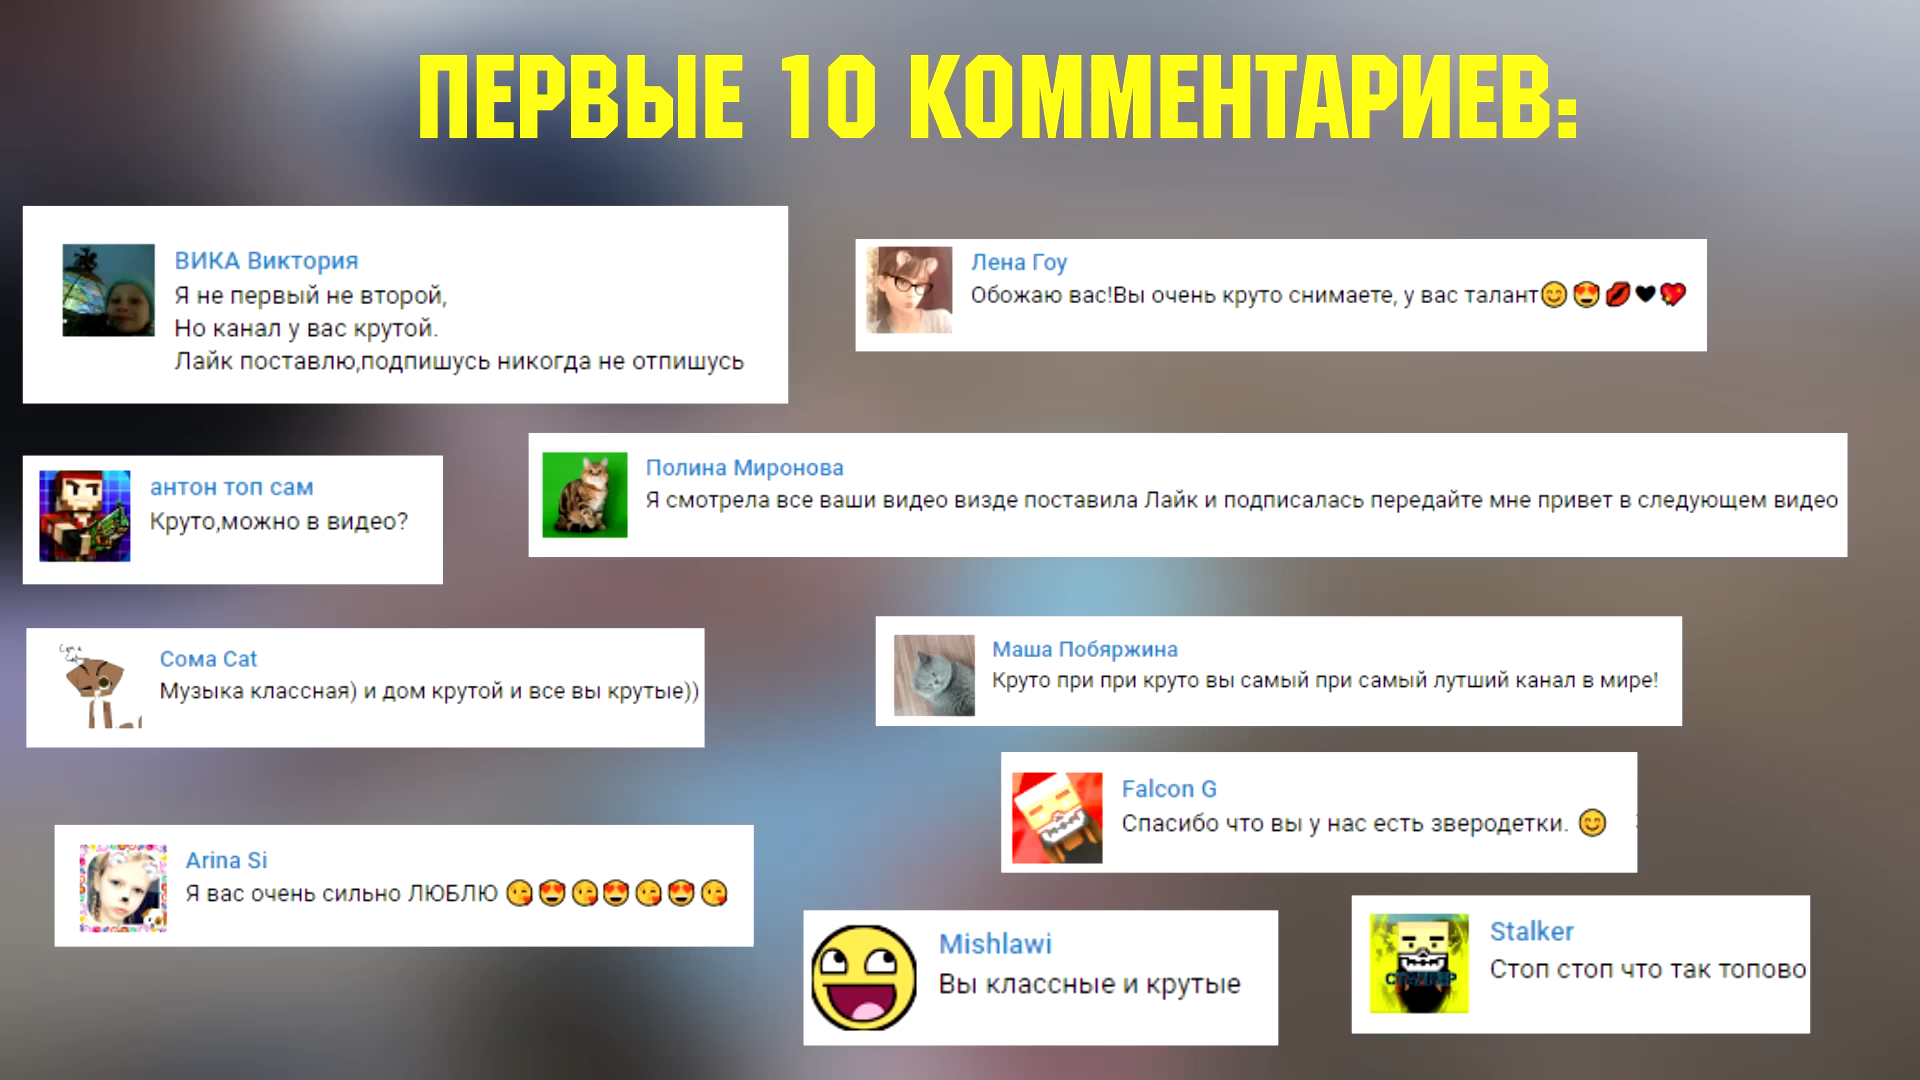 ПЕРВЫЕ 10 КОММЕНТАРИЕВ:
ВИКА Виктория
Я не первый не второй,
Но канал у вас крутой.
Лайк поставлю,подпишусь никогда не отпишусь
Лена Гоу
Обожаю вас!Вы очень круто снимаете, у вас талант😊😍💋🖤💖
антон топ сам
Круто,можно в видео?
Полина Миронова
Я смотрела все ваши видео визде поставила Лайк и подписалась передайте мне привет в следующем видео
Сома Cat
Музыка классная) и дом крутой и все вы крутые))
Маша Побяржина
Круто при при круто вы самый при самый лутший канал в мире!
Falcon G
Спасибо что вы у нас есть зверодетки. 😊
Arina Si
Я вас очень сильно ЛЮБЛЮ 😘😍😘😍😘😍😘
Mishlawi
Вы классные и крутые
Stalker
Стоп стоп что так топово